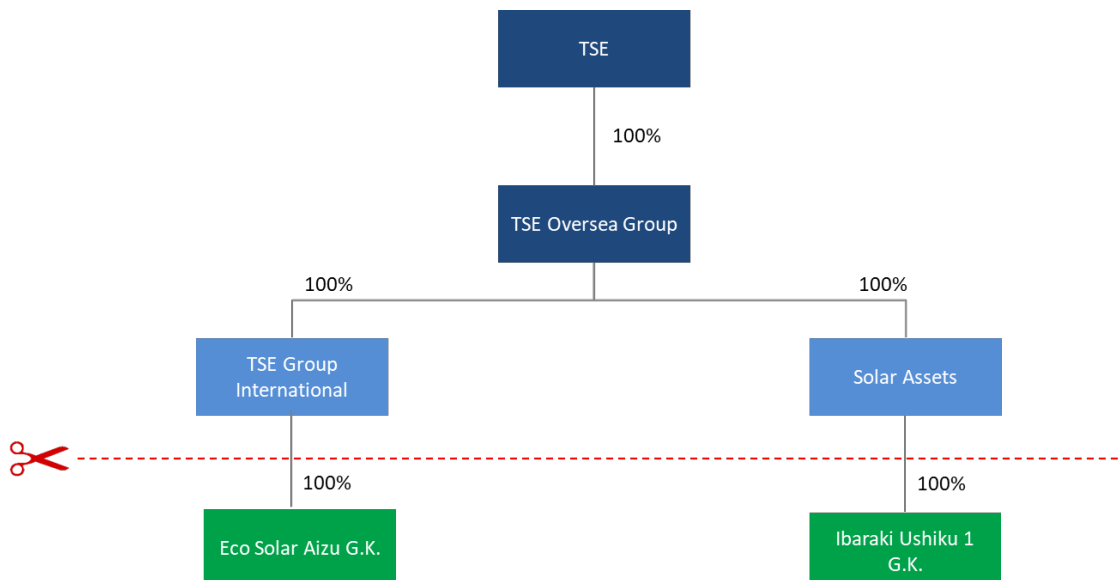 TSE
100%
TSE Oversea Group
100%
100%
TSE Group
International
Solar Assets
100%
100%
Eco Solar Aizu G.K.
Ibaraki Ushiku 1
G.K.